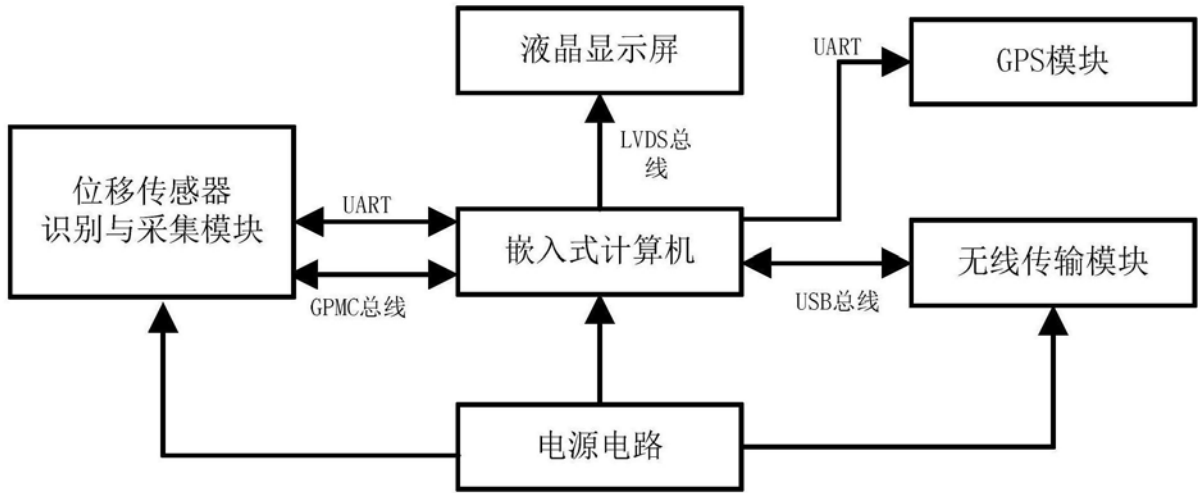 液晶显示屏
UART
GPS模块
LVDS总
线
位移传感器
识别与采集模块
UART
嵌入式计算机
无线传输模块
GPMC总线
USB总线
电源电路